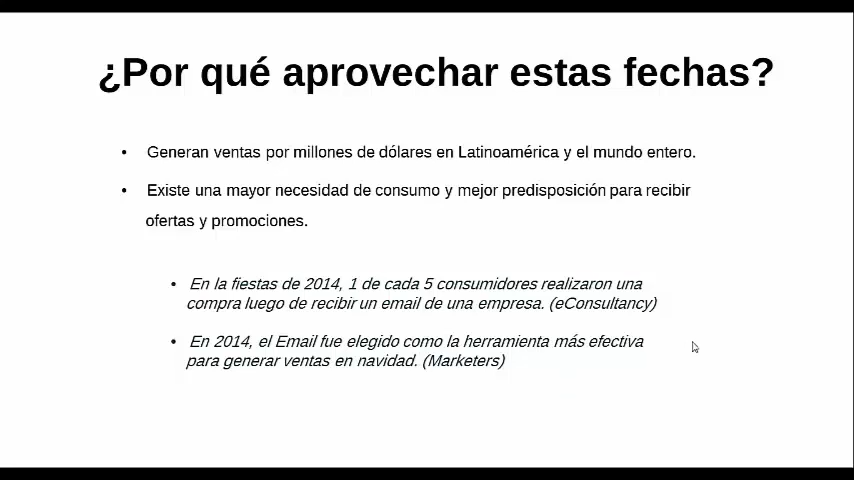 ¿Por qué aprovechar estas fechas?
• Generan ventas por millones de dólares en Latinoamérica y el mundo entero.
• Existe una mayor necesidad de consumo y mejor predisposición para recibir
ofertas y promociones.
• En la fiestas de 2014, 1 de cada 5 consumidores realizaron una
compra luego de recibir un email de una empresa. (eConsultancy)
• En 2014, el Email fue elegido como la herramienta más efectiva
para generar ventas en navidad. (Marketers)